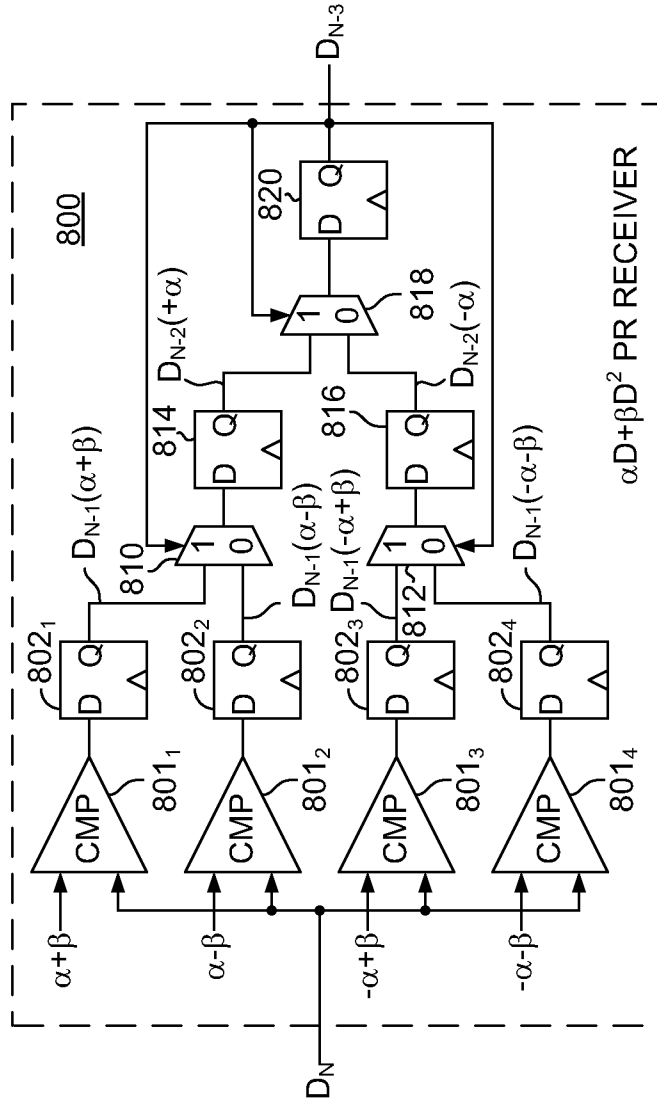 800
α+β
CMP
801₁
802₁
D Q
D_{N-1}(α+β)
α-β
CMP
801₂
802₂
D Q
D_{N-1}(α-β)
-α+β
CMP
801₃
802₃
D Q
D_{N-1}(-α+β)
-α-β
CMP
801₄
802₄
D Q
D_{N-1}(-α-β)
D_N
810
1
0
812
1
0
814
D Q
D_{N-2}(+α)
816
D Q
D_{N-2}(-α)
1
0
818
820
D Q
D_{N-3}
αD+βD² PR RECEIVER